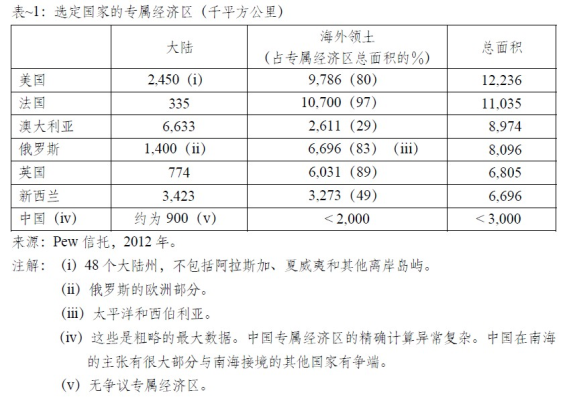 表~1：选定国家的专属经济区（千平方公里）
大陆 海外领土 总面积
（占专属经济区总面积的%）
美国 2,450（i） 9,786（80） 12,236
法国 335 10,700（97） 11,035
澳大利亚 6,633 2,611（29） 8,974
俄罗斯 1,400（ii） 6,696（83）（iii） 8,096
英国 774 6,031（89） 6,805
新西兰 3,423 3,273（49） 6,696
中国（iv） 约为 900（v） ＜2,000 ＜3,000
来源：Pew 信托，2012 年。
注解：（i）48 个大陆州，不包括阿拉斯加、夏威夷和其他离岸岛屿。
（ii）俄罗斯的欧洲部分。
（iii）太平洋和西伯利亚。
（iv）这些是粗略的最大数据。中国专属经济区的精确计算异常复杂。中国在南海
的主张有很大部分与南海接境的其他国家有争端。
（v）无争议专属经济区。